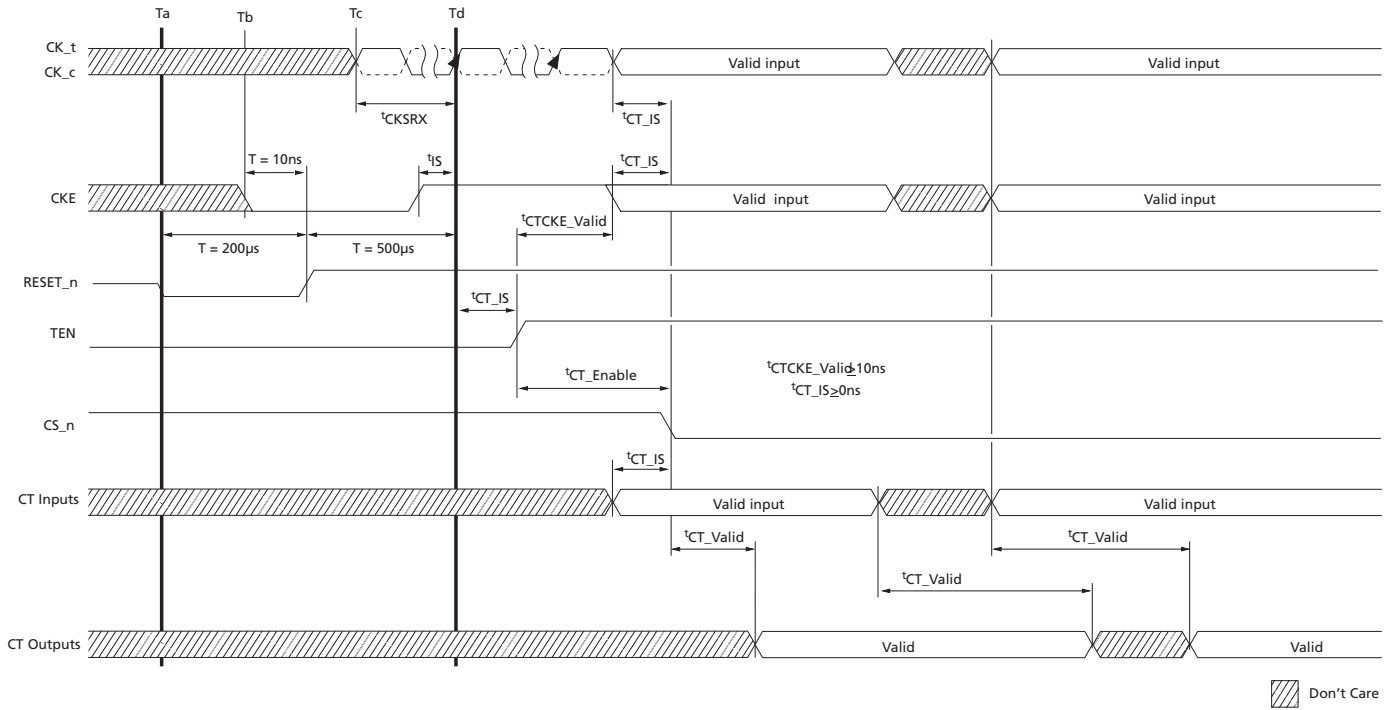 Ta Tb Tc Td
CK_t
CK_c
Valid input
Valid input
tCKSRX
tCT_IS
T = 10ns
tIS
tCT_IS
CKE
Valid input
Valid input
tCTCKE_Valid
T = 200µs
T = 500µs
RESET_n
tCT_IS
TEN
tCT_Enable
tCTCKE_Valid≥10ns
tCT_IS≥0ns
CS_n
tCT_IS
CT Inputs
Valid input
Valid input
tCT_Valid
tCT_Valid
tCT_Valid
CT Outputs
Valid
Valid
Don't Care